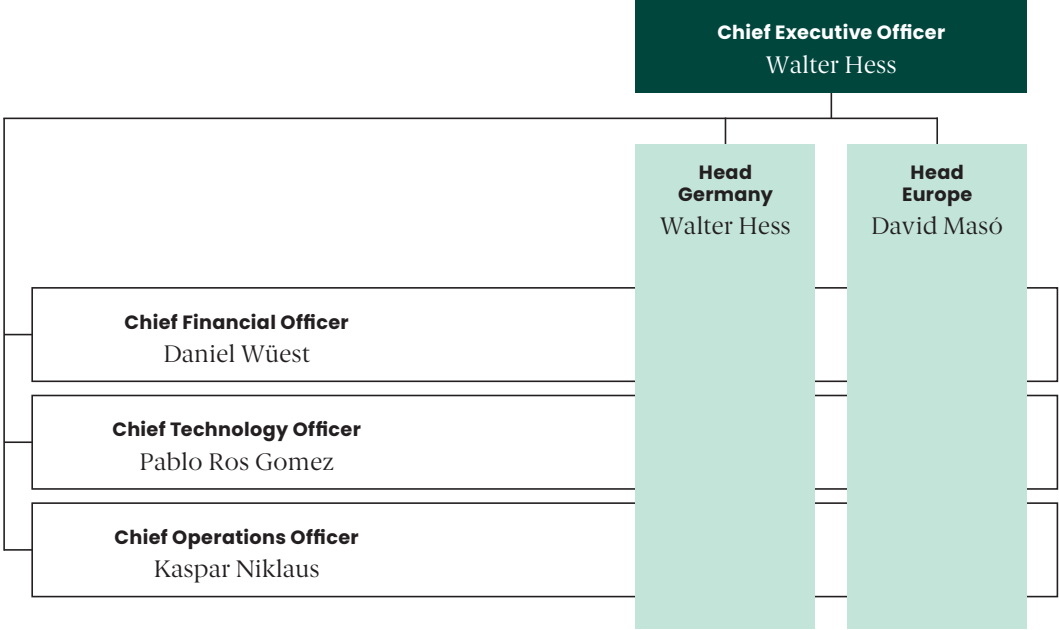 Chief Executive Officer
Walter Hess
Head
Germany
Walter Hess
Head
Europe
David Masó
Chief Financial Officer
Daniel Wüest
Chief Technology Officer
Pablo Ros Gomez
Chief Operations Officer
Kaspar Niklaus